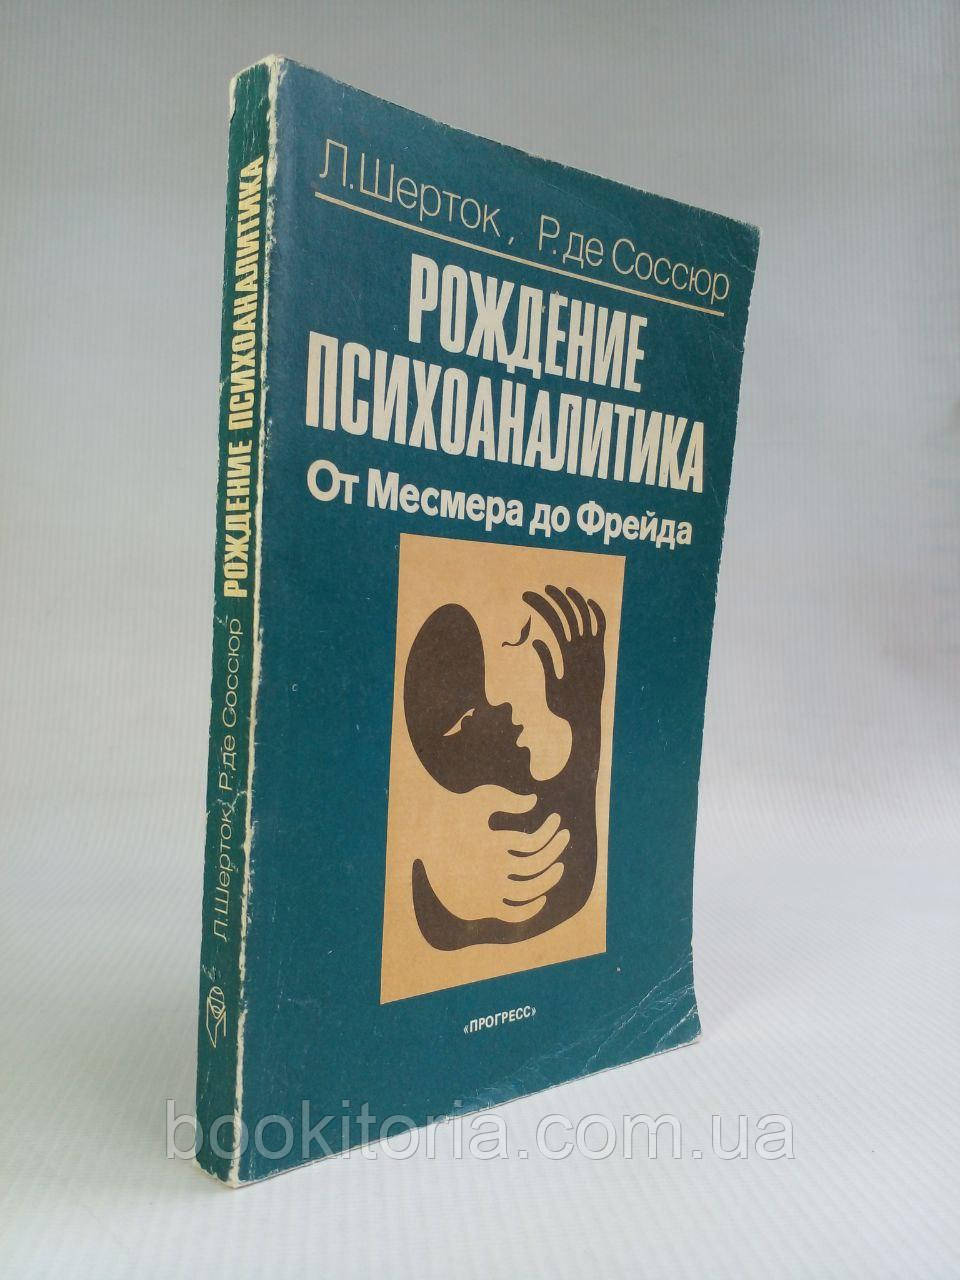 Л.Шерток, Р.де Соссюр
РОЖДЕНИЕ
ПСИХОАНАЛИТИКА
От Месмера до Фрейда
«ПРОГРЕСС»
Л.Шерток, Р.де Соссюр РОЖДЕНИЕ ПСИХОАНАЛИТИКА
bookitoria.com.ua